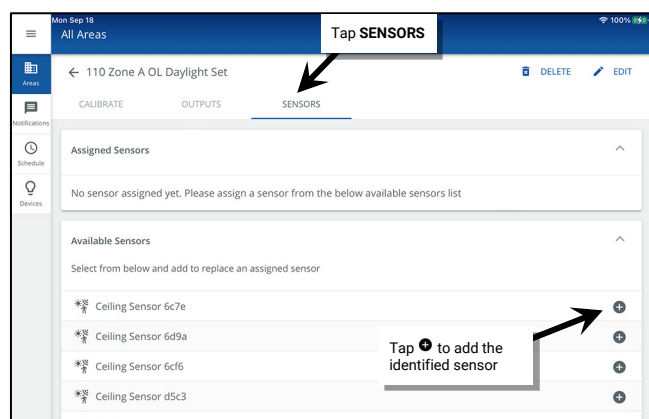 Mon Sep 18
100%
All Areas
Tap SENSORS
Areas
110 Zone A OL Daylight Set
DELETE
EDIT
CALIBRATE
OUTPUTS
SENSORS
Notifications
Schedule
Devices
Assigned Sensors
No sensor assigned yet. Please assign a sensor from the below available sensors list
Available Sensors
Select from below and add to replace an assigned sensor
Ceiling Sensor 6c7e
Ceiling Sensor 6d9a
Ceiling Sensor 6cf6
Ceiling Sensor d5c3
Tap + to add the
identified sensor